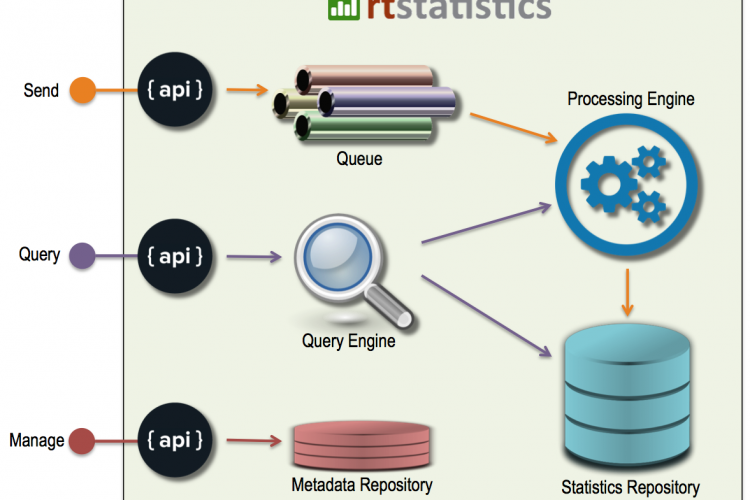 rtstatistics
Send
{ api }
Queue
Processing Engine
Query
{ api }
Query Engine
Manage
{ api }
Metadata Repository
Statistics Repository